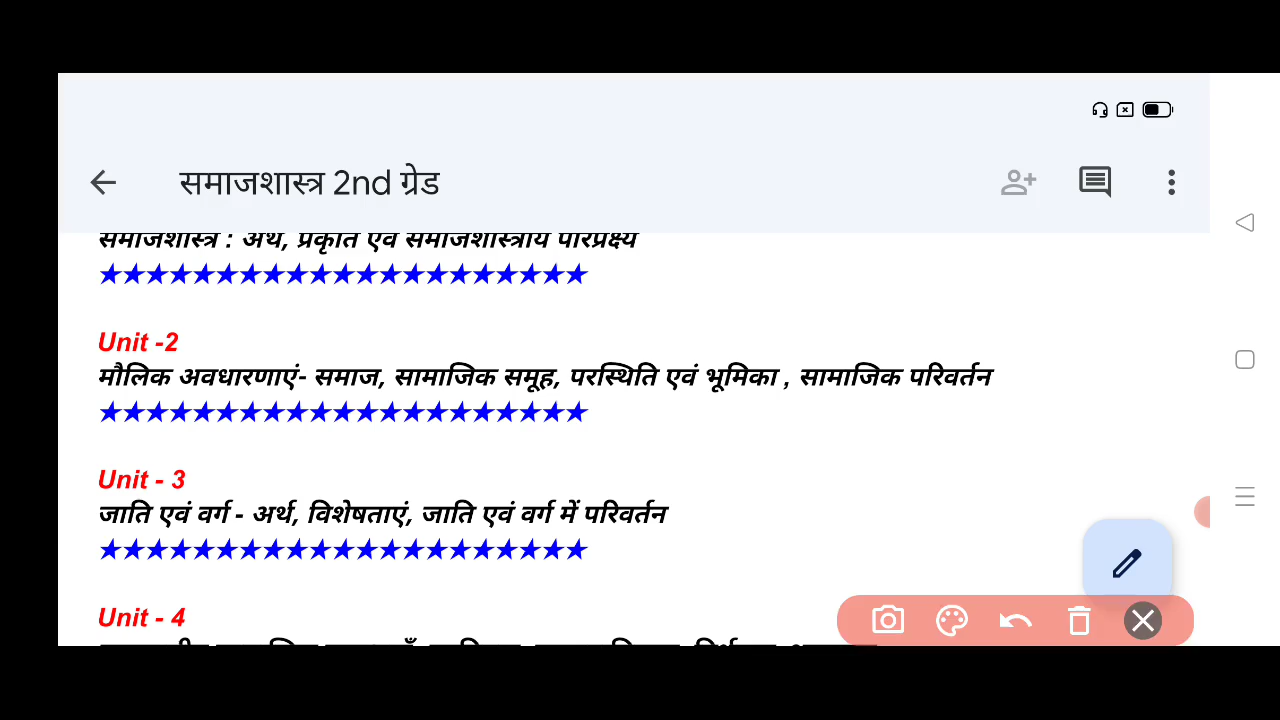 समाजशास्त्र 2nd ग्रेड
समाजशास्त्र : अर्थ, प्रकृति एवं समाजशास्त्रीय परिप्रेक्ष्य
★★★★★★★★★★★★★★★★★★★★★
Unit -2
मौलिक अवधारणाएं- समाज, सामाजिक समूह, परस्थिति एवं भूमिका , सामाजिक परिवर्तन
★★★★★★★★★★★★★★★★★★★★★
Unit - 3
जाति एवं वर्ग - अर्थ, विशेषताएं, जाति एवं वर्ग में परिवर्तन
★★★★★★★★★★★★★★★★★★★★★
Unit - 4